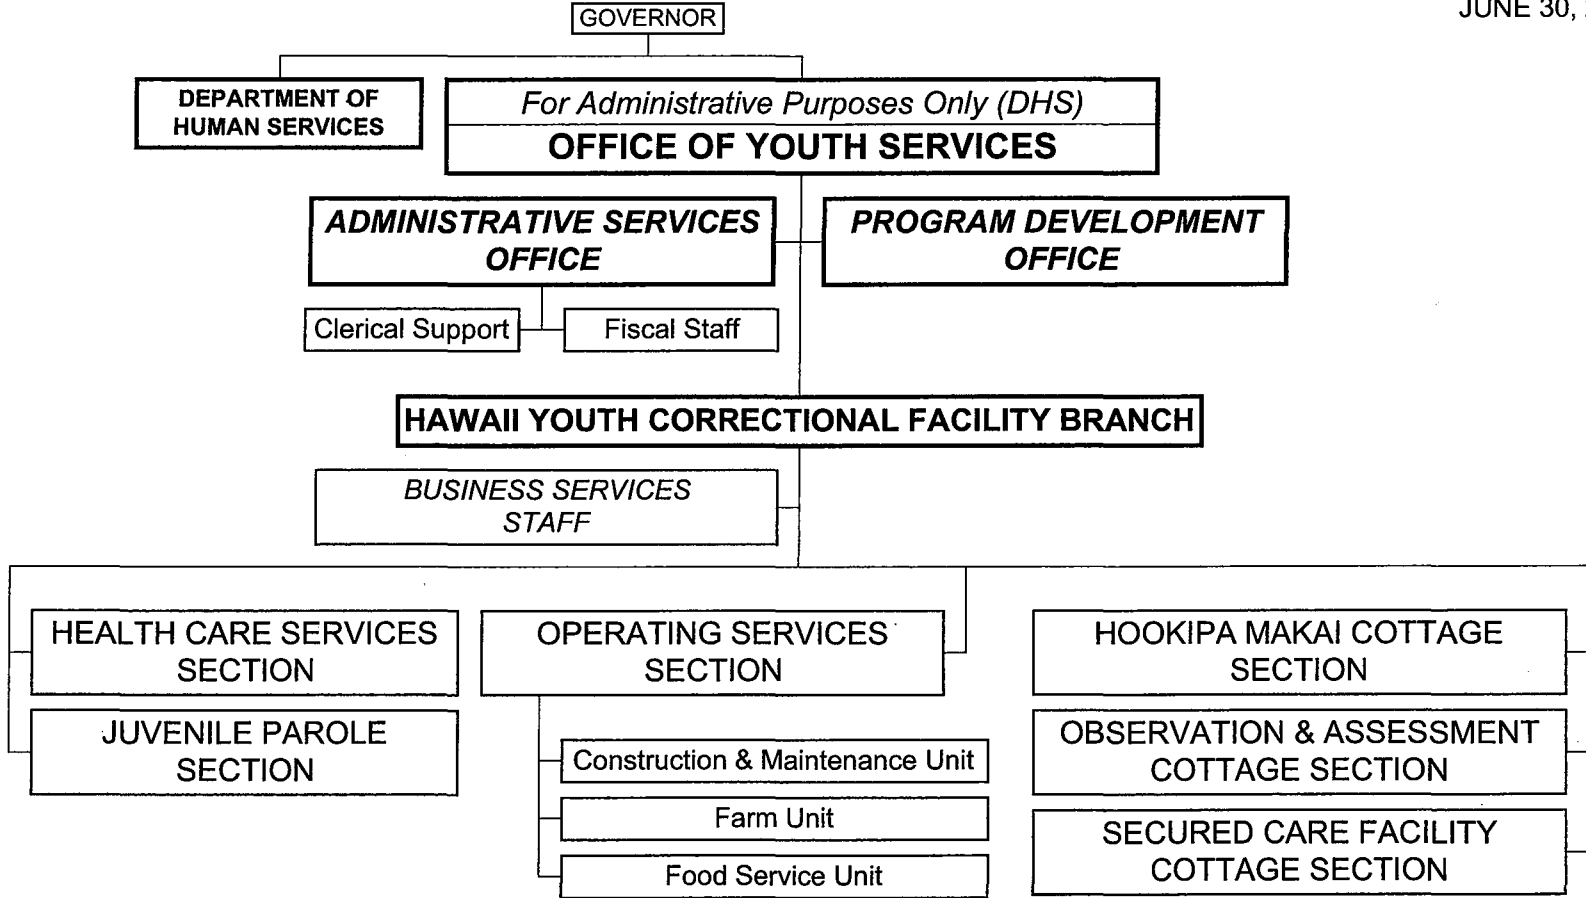 JUNE 30,
GOVERNOR
DEPARTMENT OF
HUMAN SERVICES
For Administrative Purposes Only (DHS)
OFFICE OF YOUTH SERVICES
ADMINISTRATIVE SERVICES
OFFICE
PROGRAM DEVELOPMENT
OFFICE
Clerical Support
Fiscal Staff
HAWAII YOUTH CORRECTIONAL FACILITY BRANCH
BUSINESS SERVICES
STAFF
HEALTH CARE SERVICES
SECTION
JUVENILE PAROLE
SECTION
OPERATING SERVICES
SECTION
Construction & Maintenance Unit
Farm Unit
Food Service Unit
HOOKIPA MAKAI COTTAGE
SECTION
OBSERVATION & ASSESSMENT
COTTAGE SECTION
SECURED CARE FACILITY
COTTAGE SECTION